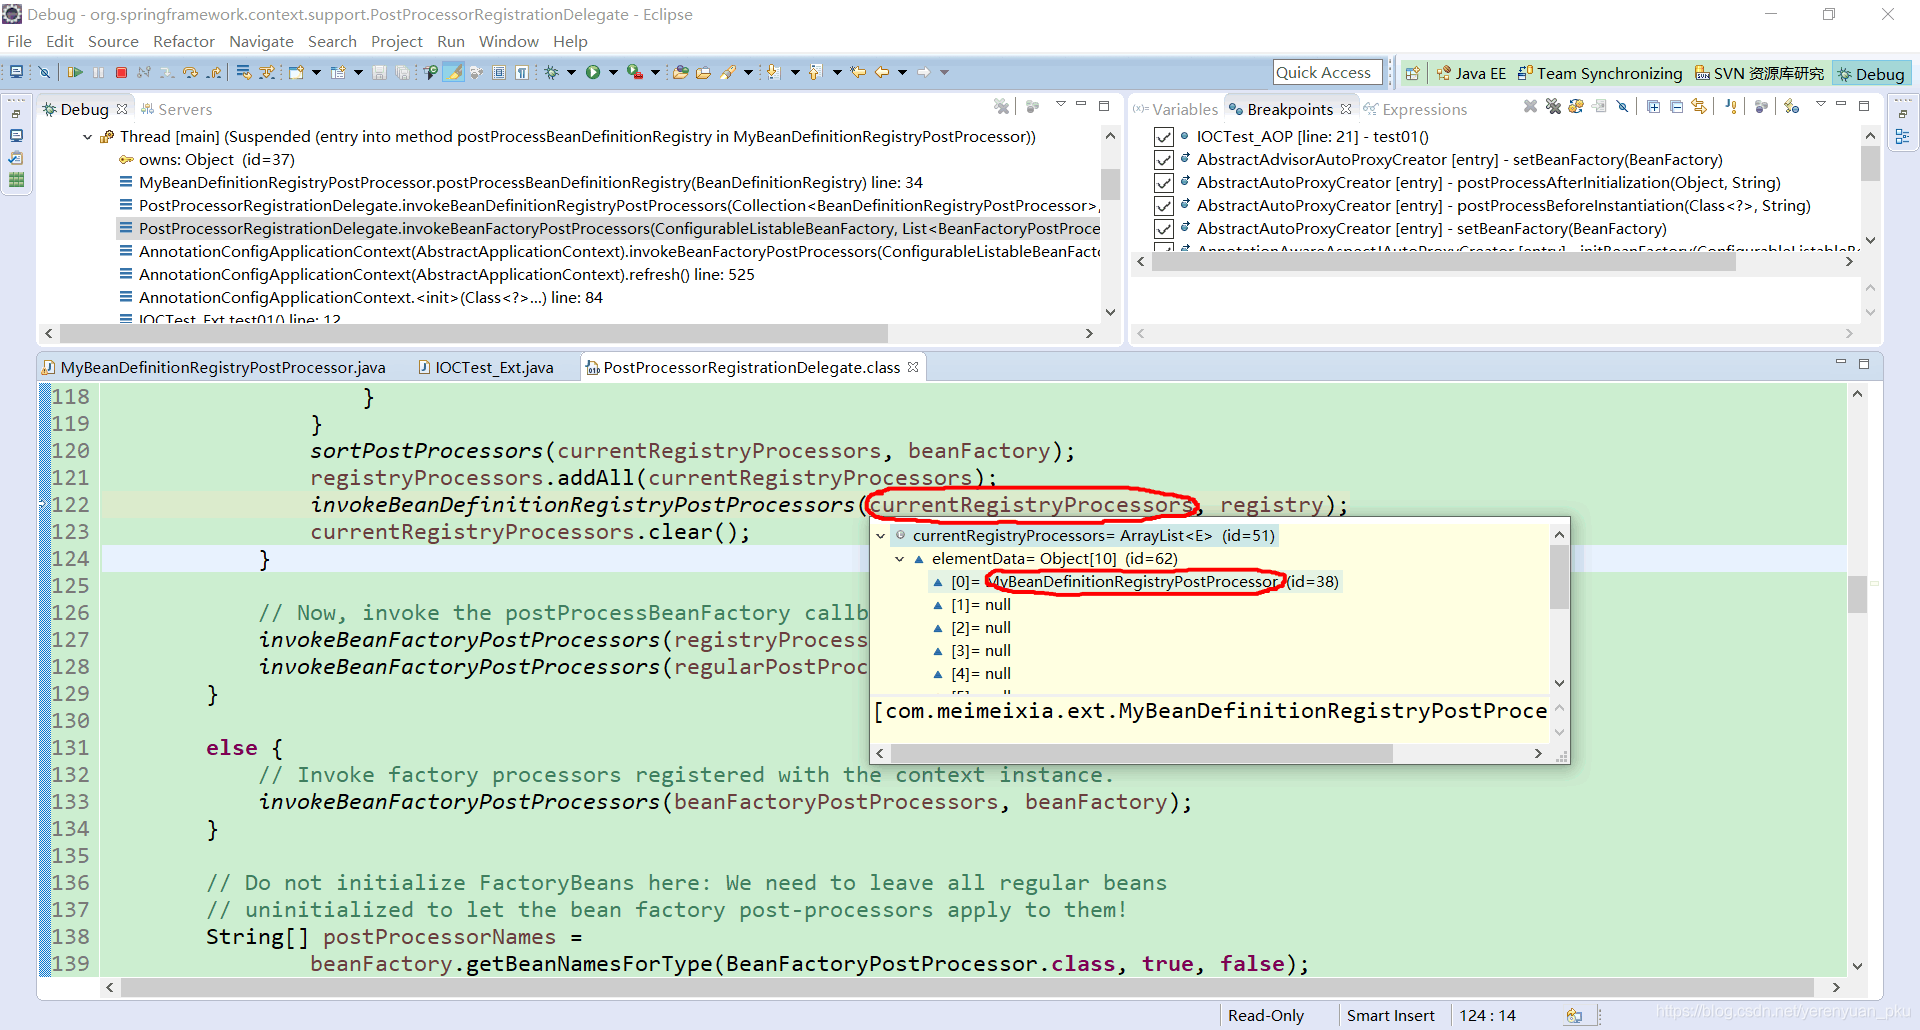 Debug - org.springframework.context.support.PostProcessorRegistrationDelegate - Eclipse
File Edit Source Refactor Navigate Search Project Run Window Help
Quick Access
Java EE
Team Synchronizing
SVN 资源库研究
Debug
Debug
Servers
Thread [main] (Suspended (entry into method postProcessBeanDefinitionRegistry in MyBeanDefinitionRegistryPostProcessor))
owns: Object (id=37)
MyBeanDefinitionRegistryPostProcessor.postProcessBeanDefinitionRegistry(BeanDefinitionRegistry) line: 34
PostProcessorRegistrationDelegate.invokeBeanDefinitionRegistryPostProcessors(Collection<BeanDefinitionRegistryPostProcessor>,
PostProcessorRegistrationDelegate.invokeBeanFactoryPostProcessors(ConfigurableListableBeanFactory, List<BeanFactoryPostProce
AnnotationConfigApplicationContext(AbstractApplicationContext).invokeBeanFactoryPostProcessors(ConfigurableListableBeanFact
AnnotationConfigApplicationContext(AbstractApplicationContext).refresh() line: 525
AnnotationConfigApplicationContext.<init>(Class<?>...) line: 84
IOCTest_Ext.test01() line: 12
Variables
Breakpoints
Expressions
IOCTest_AOP [line: 21] - test01()
AbstractAdvisorAutoProxyCreator [entry] - setBeanFactory(BeanFactory)
AbstractAutoProxyCreator [entry] - postProcessAfterInitialization(Object, String)
AbstractAutoProxyCreator [entry] - postProcessBeforeInstantiation(Class<?>, String)
AbstractAutoProxyCreator [entry] - setBeanFactory(BeanFactory)
AnnotationAwareAspectJAutoProxyCreator [entry] - initBeanFactory(ConfigurableListableBe
MyBeanDefinitionRegistryPostProcessor.java
IOCTest_Ext.java
PostProcessorRegistrationDelegate.class
118 }
119 }
120 sortPostProcessors(currentRegistryProcessors, beanFactory);
121 registryProcessors.addAll(currentRegistryProcessors);
122 invokeBeanDefinitionRegistryPostProcessors(currentRegistryProcessors, registry);
123 currentRegistryProcessors.clear();
124 }
125
126 // Now, invoke the postProcessBeanFactory callb
127 invokeBeanFactoryPostProcessors(registryProcess
128 invokeBeanFactoryPostProcessors(regularPostProc
129 }
130
131 else {
132 // Invoke factory processors registered with the context instance.
133 invokeBeanFactoryPostProcessors(beanFactoryPostProcessors, beanFactory);
134 }
135
136 // Do not initialize FactoryBeans here: We need to leave all regular beans
137 // uninitialized to let the bean factory post-processors apply to them!
138 String[] postProcessorNames =
139 beanFactory.getBeanNamesForType(BeanFactoryPostProcessor.class, true, false);
currentRegistryProcessors= ArrayList<E> (id=51)
elementData= Object[10] (id=62)
[0]= MyBeanDefinitionRegistryPostProcessor (id=38)
[1]= null
[2]= null
[3]= null
[4]= null
[com.meimeixia.ext.MyBeanDefinitionRegistryPostProce
Read-Only
Smart Insert
124 : 14
https://blog.csdn.net/yerenyuan_pku